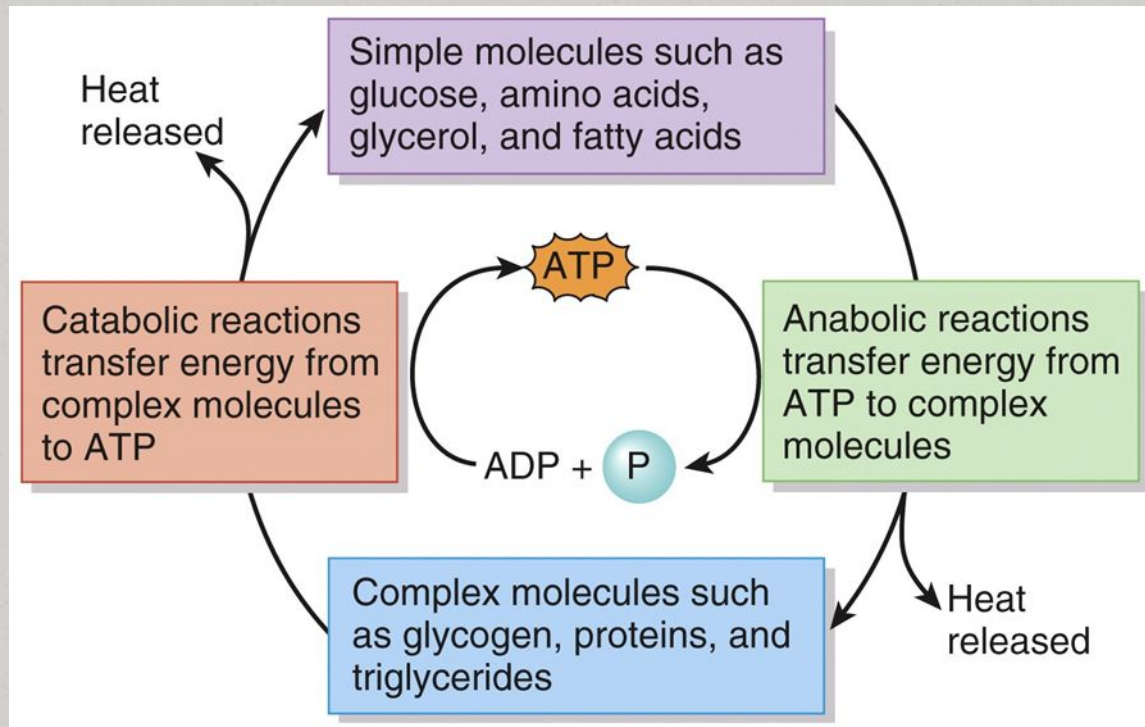 Simple molecules such as
glucose, amino acids,
glycerol, and fatty acids
Heat
released
ATP
Catabolic reactions
transfer energy from
complex molecules
to ATP
Anabolic reactions
transfer energy from
ATP to complex
molecules
ADP + P
Complex molecules such
as glycogen, proteins, and
triglycerides
Heat
released